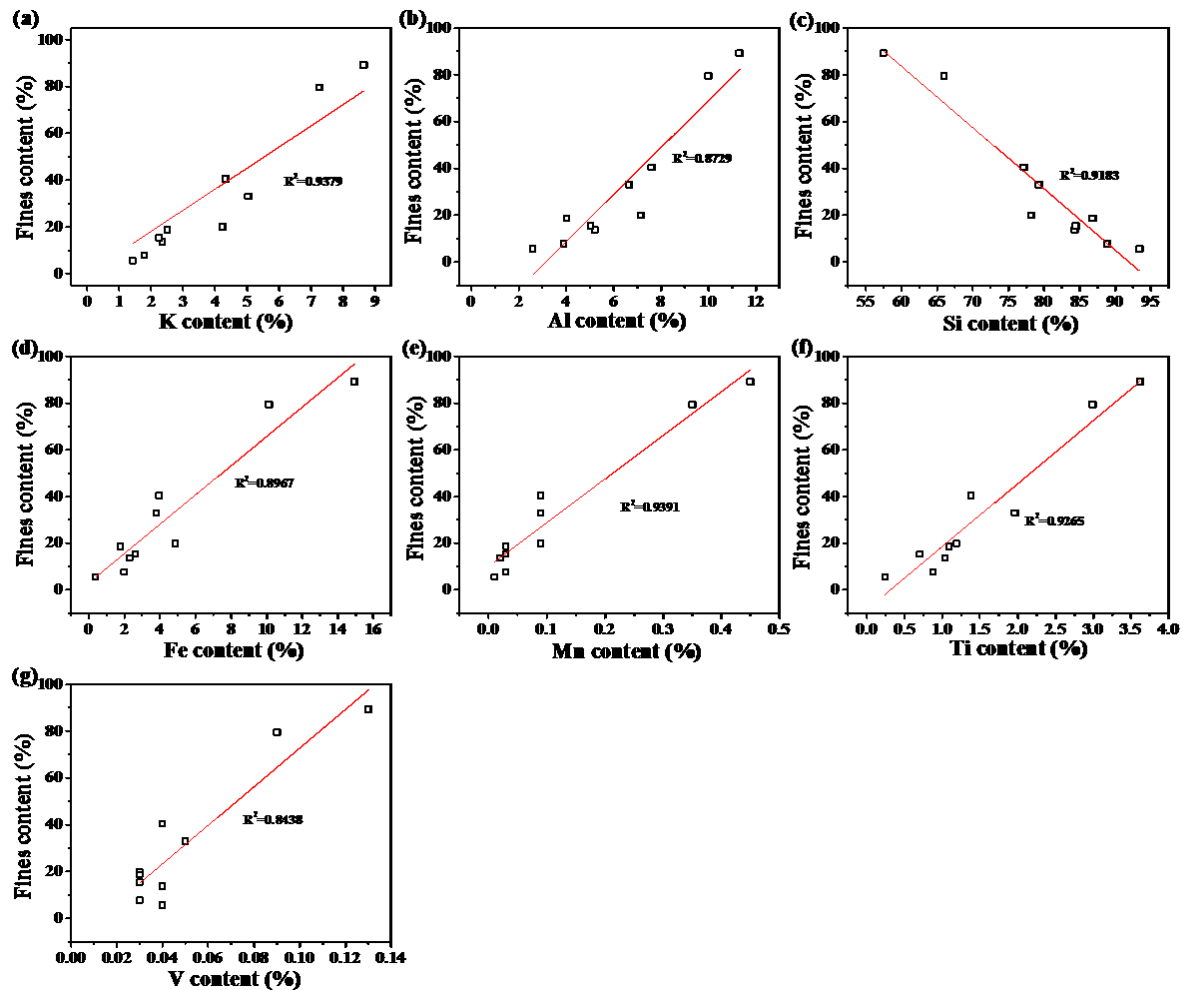 (a)
100
80
60
40
20
0
Fines content (%)
R²=0.9379
0 1 2 3 4 5 6 7 8 9
K content (%)
(b)
100
80
60
40
20
0
Fines content (%)
R²=0.8729
0 2 4 6 8 10 12
Al content (%)
(c)
100
80
60
40
20
0
Fines content (%)
R²=0.9183
55 60 65 70 75 80 85 90 95
Si content (%)
(d)
100
80
60
40
20
0
Fines content (%)
R²=0.8967
0 2 4 6 8 10 12 14 16
Fe content (%)
(e)
100
80
60
40
20
0
Fines content (%)
R²=0.9391
0.0 0.1 0.2 0.3 0.4 0.5
Mn content (%)
(f)
100
80
60
40
20
0
Fines content (%)
R²=0.9265
0.0 0.5 1.0 1.5 2.0 2.5 3.0 3.5 4.0
Ti content (%)
(g)
100
80
60
40
20
0
Fines content (%)
R²=0.8438
0.00 0.02 0.04 0.06 0.08 0.10 0.12 0.14
V content (%)